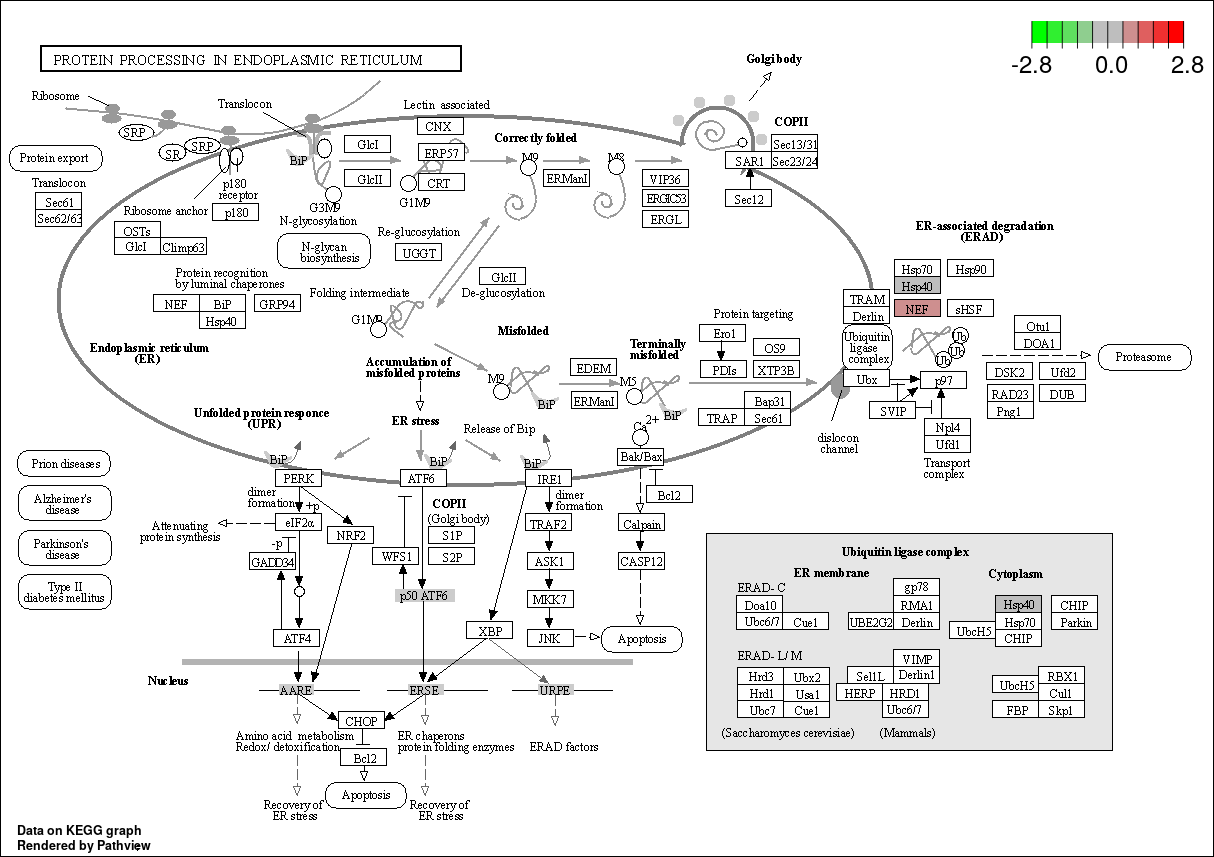 PROTEIN PROCESSING IN ENDOPLASMIC RETICULUM
-2.8 0.0 2.8
Golgi body
Ribosome
Translocon
Lectin associated
CNX
COPII
SRP
SRP
SR
BiP
GlcI
ERP57
Correctly folded
M9
M8
Sec13/31
SAR1
Sec23/24
Protein export
GlcII
CRT
G1M9
ERManI
VIP36
ERGIC53
ERGL
Sec12
Translocon
Sec61
Sec62/63
p180
receptor
p180
Ribosome anchor
G3M9
N-glycosylation
OSTs
GlcI
Climp63
N-glycan
biosynthesis
Re-glucosylation
UGGT
ER-associated degradation
(ERAD)
Protein recognition
by luminal chaperones
NEF
BiP
GRP94
Hsp40
GlcII
De-glucosylation
Folding intermediate
G1M9
Hsp70
Hsp90
Hsp40
TRAM
Derlin
NEF
sHSF
Endoplasmic reticulum
(ER)
Misfolded
Protein targeting
Ero1
OS9
PDIs
XTP3B
Ubiquitin
ligase
complex
Ub
Ub
Ub
Otu1
DOA1
Proteasome
Accumulation of
misfolded proteins
Terminally
misfolded
M9
EDEM
M5
ERManI
BiP
BiP
Ubx
p97
DSK2
Ufd2
RAD23
DUB
Png1
SVIP
Bap31
TRAP
Sec61
Npl4
Ufd1
Transport
complex
dislocon
channel
Unfolded protein responce
(UPR)
ER stress
Release of Bip
Ca2+
Bak/Bax
Bcl2
BiP
BiP
BiP
PERK
ATF6
IRE1
Prion diseases
Alzheimer's
disease
Parkinson's
disease
Type II
diabetes mellitus
dimer
formation
+p
eIF2α
Attenuating
protein synthesis
-p
GADD34
NRF2
COPII
(Golgi body)
S1P
S2P
WFS1
p50 ATF6
dimer
formation
TRAF2
ASK1
MKK7
JNK
Calpain
CASP12
Apoptosis
ATF4
XBP
Nucleus
AARE
ERSE
URPE
CHOP
Amino acid metabolism
Redox/ detoxification
Bcl2
Apoptosis
ER chaperons
protein folding enzymes
ERAD factors
Recovery of
ER stress
Recovery of
ER stress
Ubiquitin ligase complex
ER membrane
Cytoplasm
ERAD- C
Doa10
Ubc6/7
Cue1
gp78
RMA1
UBE2G2
Derlin
Hsp40
Hsp70
UbcH5
CHIP
CHIP
Parkin
ERAD- L/ M
Hrd3
Ubx2
Hrd1
Usa1
Ubc7
Cue1
VIMP
Sel1L
Derlin1
HERP
HRD1
Ubc6/7
RBX1
UbcH5
Cul1
FBP
Skp1
(Saccharomyces cerevisiae)
(Mammals)
Data on KEGG graph
Rendered by Pathview